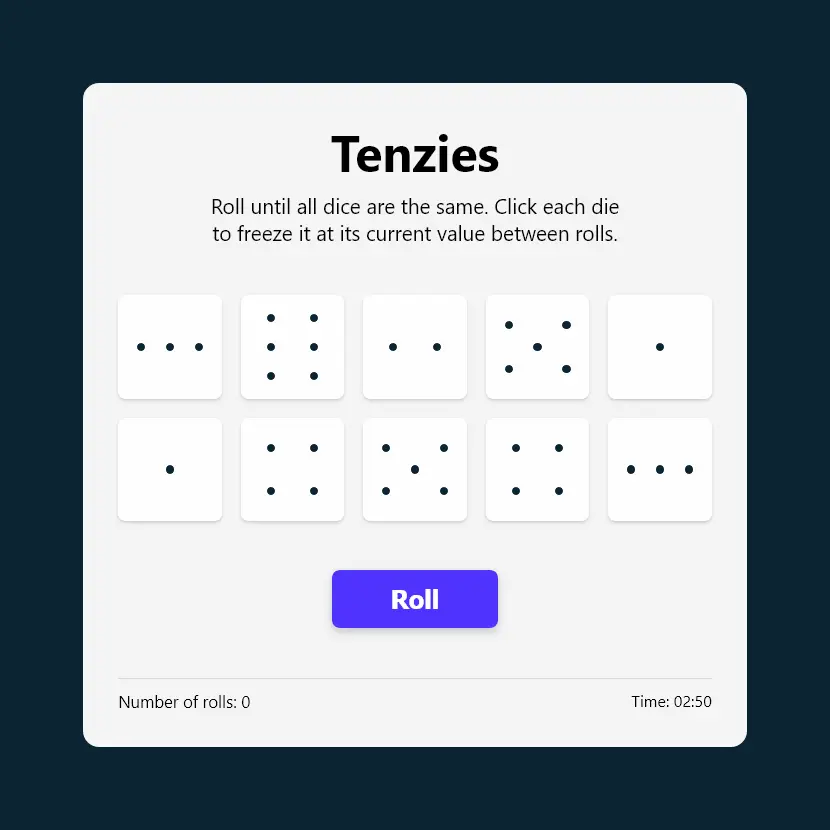 Tenzies
Roll until all dice are the same. Click each die
to freeze it at its current value between rolls.
Roll
Number of rolls: 0
Time: 02:50